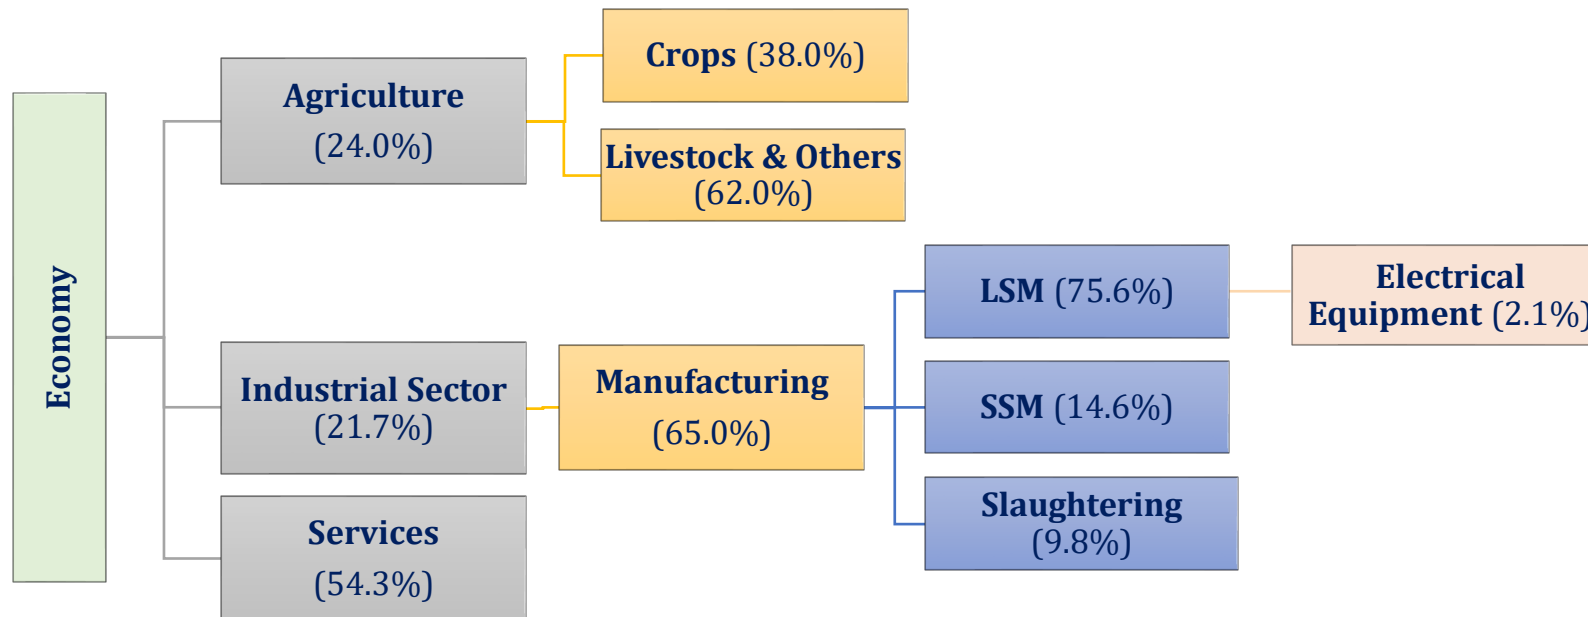 Economy
Agriculture
(24.0%)
Crops (38.0%)
Livestock & Others
(62.0%)
Industrial Sector
(21.7%)
Manufacturing
(65.0%)
LSM (75.6%)
Electrical
Equipment (2.1%)
SSM (14.6%)
Slaughtering
(9.8%)
Services
(54.3%)